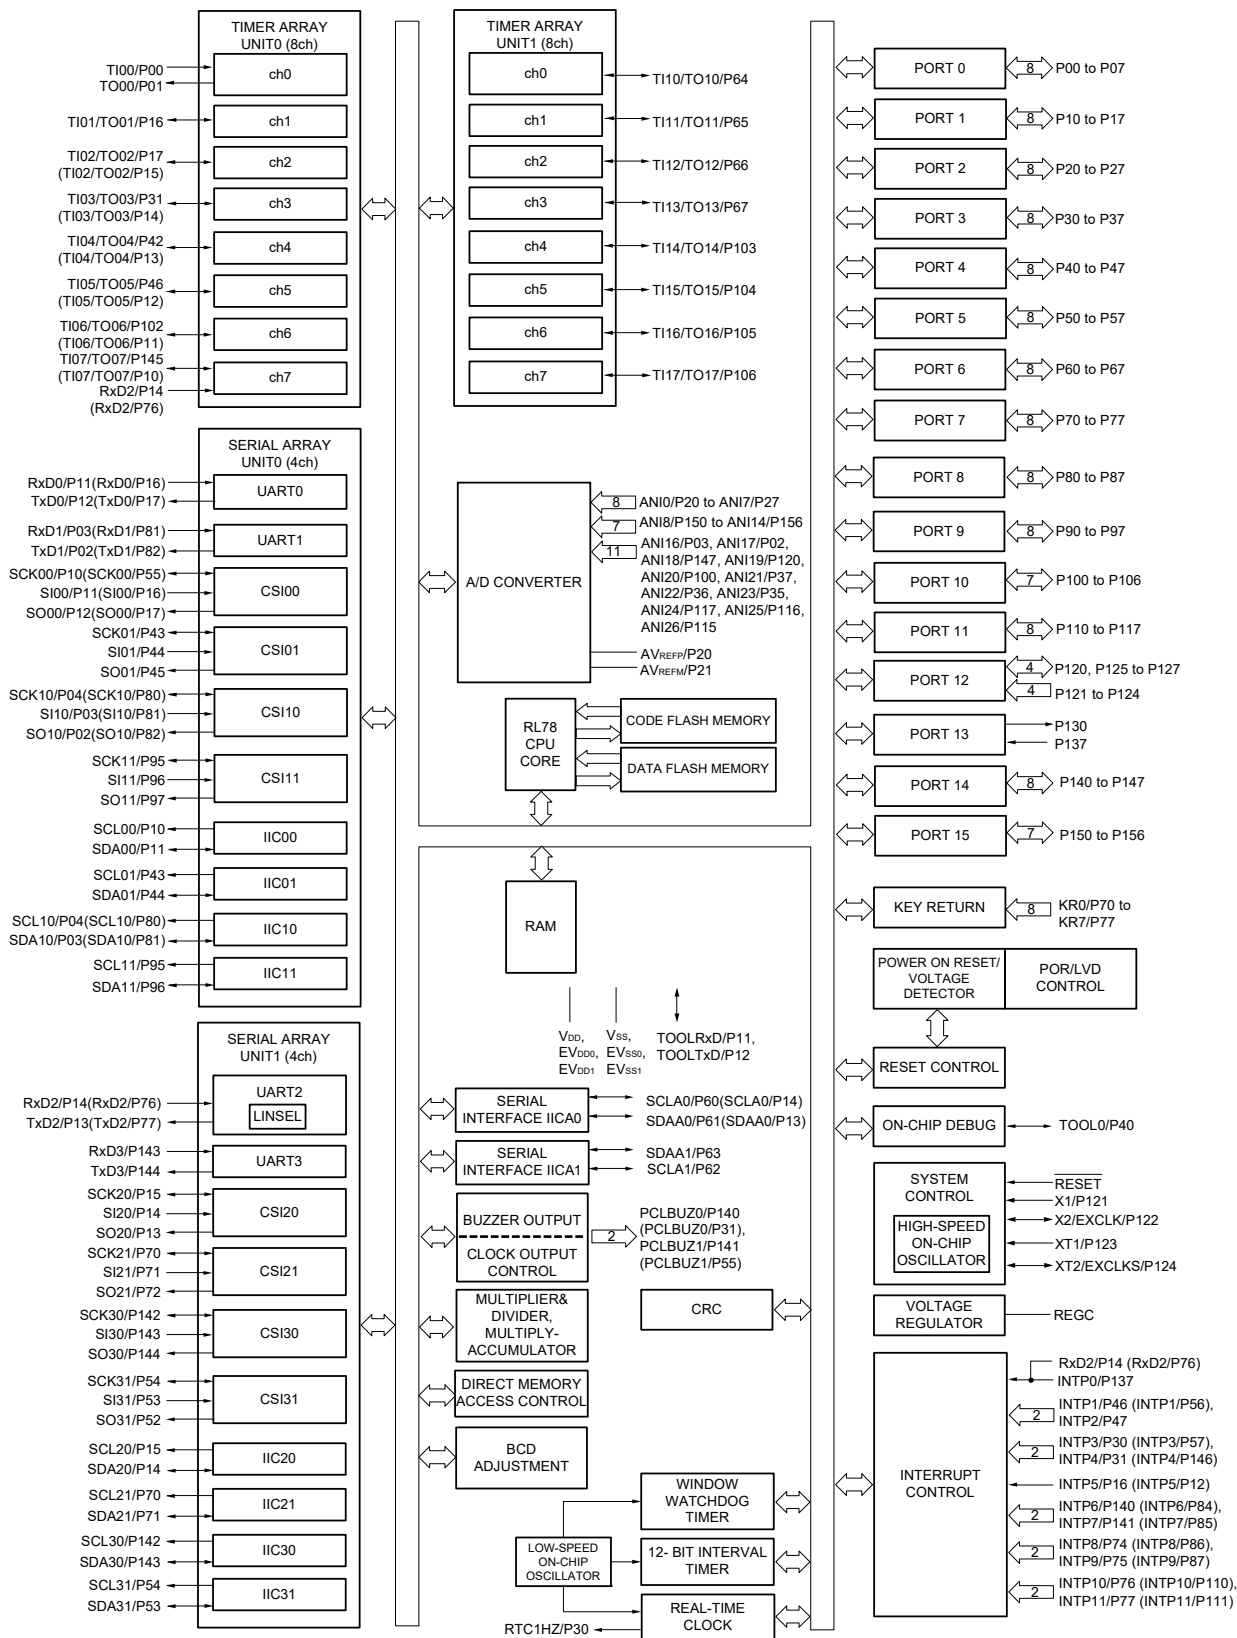 TIMER ARRAY
UNIT0 (8ch)
TI00/P00
TO00/P01
ch0
TI01/TO01/P16
ch1
TI02/TO02/P17
(TI02/TO02/P15)
ch2
TI03/TO03/P31
(TI03/TO03/P14)
ch3
TI04/TO04/P42
(TI04/TO04/P13)
ch4
TI05/TO05/P46
(TI05/TO05/P12)
ch5
TI06/TO06/P102
(TI06/TO06/P11)
ch6
TI07/TO07/P145
(TI07/TO07/P10)
RxD2/P14
(RxD2/P76)
ch7
SERIAL ARRAY
UNIT0 (4ch)
RxD0/P11(RxD0/P16)
TxD0/P12(TxD0/P17)
UART0
RxD1/P03(RxD1/P81)
TxD1/P02(TxD1/P82)
UART1
SCK00/P10(SCK00/P55)
SI00/P11(SI00/P16)
SO00/P12(SO00/P17)
CSI00
SCK01/P43
SI01/P44
SO01/P45
CSI01
SCK10/P04(SCK10/P80)
SI10/P03(SI10/P81)
SO10/P02(SO10/P82)
CSI10
SCK11/P95
SI11/P96
SO11/P97
CSI11
SCL00/P10
SDA00/P11
IIC00
SCL01/P43
SDA01/P44
IIC01
SCL10/P04(SCL10/P80)
SDA10/P03(SDA10/P81)
IIC10
SCL11/P95
SDA11/P96
IIC11
SERIAL ARRAY
UNIT1 (4ch)
RxD2/P14(RxD2/P76)
TxD2/P13(TxD2/P77)
UART2
LINSEL
RxD3/P143
TxD3/P144
UART3
SCK20/P15
SI20/P14
SO20/P13
CSI20
SCK21/P70
SI21/P71
SO21/P72
CSI21
SCK30/P142
SI30/P143
SO30/P144
CSI30
SCK31/P54
SI31/P53
SO31/P52
CSI31
SCL20/P15
SDA20/P14
IIC20
SCL21/P70
SDA21/P71
IIC21
SCL30/P142
SDA30/P143
IIC30
SCL31/P54
SDA31/P53
IIC31
TIMER ARRAY
UNIT1 (8ch)
ch0
TI10/TO10/P64
ch1
TI11/TO11/P65
ch2
TI12/TO12/P66
ch3
TI13/TO13/P67
ch4
TI14/TO14/P103
ch5
TI15/TO15/P104
ch6
TI16/TO16/P105
ch7
TI17/TO17/P106
A/D CONVERTER
8 ANI0/P20 to ANI7/P27
7 ANI8/P150 to ANI14/P156
11 ANI16/P03, ANI17/P02,
ANI18/P147, ANI19/P120,
ANI20/P100, ANI21/P37,
ANI22/P36, ANI23/P35,
ANI24/P117, ANI25/P116,
ANI26/P115
AVREFP/P20
AVREFM/P21
RL78
CPU
CORE
CODE FLASH MEMORY
DATA FLASH MEMORY
RAM
VDD,
EVDD0,
EVDD1
VSS,
EVSS0,
EVSS1
TOOLRxD/P11,
TOOLTxD/P12
SERIAL
INTERFACE IICA0
SCLA0/P60(SCLA0/P14)
SDAA0/P61(SDAA0/P13)
SERIAL
INTERFACE IICA1
SDAA1/P63
SCLA1/P62
BUZZER OUTPUT
CLOCK OUTPUT
CONTROL
2
PCLBUZ0/P140
(PCLBUZ0/P31),
PCLBUZ1/P141
(PCLBUZ1/P55)
MULTIPLIER&
DIVIDER,
MULTIPLY-
ACCUMULATOR
CRC
DIRECT MEMORY
ACCESS CONTROL
BCD
ADJUSTMENT
WINDOW
WATCHDOG
TIMER
LOW-SPEED
ON-CHIP
OSCILLATOR
12- BIT INTERVAL
TIMER
REAL-TIME
CLOCK
RTC1HZ/P30
PORT 0 8 P00 to P07
PORT 1 8 P10 to P17
PORT 2 8 P20 to P27
PORT 3 8 P30 to P37
PORT 4 8 P40 to P47
PORT 5 8 P50 to P57
PORT 6 8 P60 to P67
PORT 7 8 P70 to P77
PORT 8 8 P80 to P87
PORT 9 8 P90 to P97
PORT 10 7 P100 to P106
PORT 11 8 P110 to P117
PORT 12
4 P120, P125 to P127
4 P121 to P124
PORT 13
P130
P137
PORT 14 8 P140 to P147
PORT 15 7 P150 to P156
KEY RETURN 8
KR0/P70 to
KR7/P77
POWER ON RESET/
VOLTAGE
DETECTOR
POR/LVD
CONTROL
RESET CONTROL
ON-CHIP DEBUG
TOOL0/P40
SYSTEM
CONTROL
HIGH-SPEED
ON-CHIP
OSCILLATOR
RESET
X1/P121
X2/EXCLK/P122
XT1/P123
XT2/EXCLKS/P124
VOLTAGE
REGULATOR
REGC
INTERRUPT
CONTROL
RxD2/P14 (RxD2/P76)
INTP0/P137
2 INTP1/P46 (INTP1/P56),
INTP2/P47
2 INTP3/P30 (INTP3/P57),
INTP4/P31 (INTP4/P146)
INTP5/P16 (INTP5/P12)
2 INTP6/P140 (INTP6/P84),
INTP7/P141 (INTP7/P85)
2 INTP8/P74 (INTP8/P86),
INTP9/P75 (INTP9/P87)
2 INTP10/P76 (INTP10/P110),
INTP11/P77 (INTP11/P111)